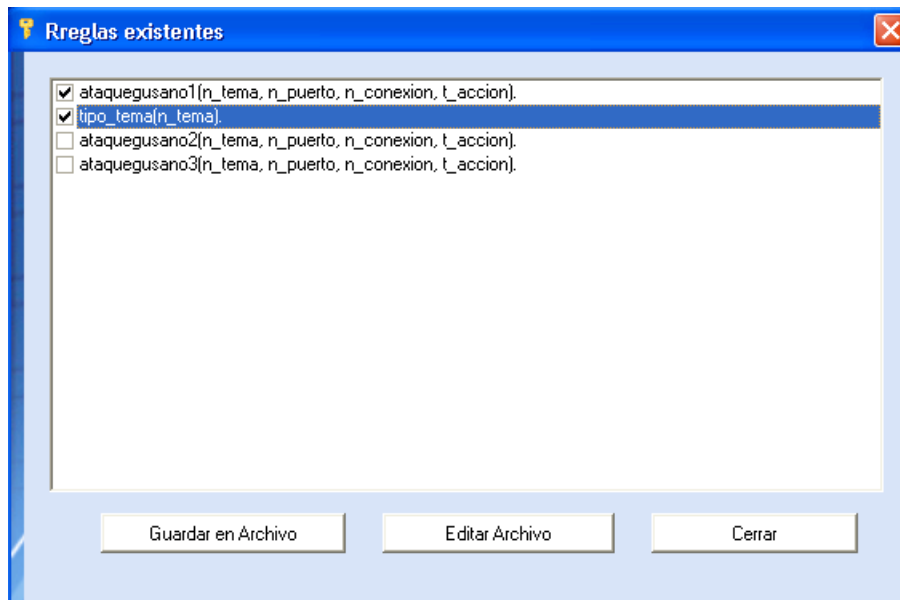 Rreglas existentes
ataquegusano1(n_tema, n_puerto, n_conexion, t_accion).
tipo_tema(n_tema).
ataquegusano2(n_tema, n_puerto, n_conexion, t_accion).
ataquegusano3(n_tema, n_puerto, n_conexion, t_accion).
Guardar en Archivo Editar Archivo Cerrar